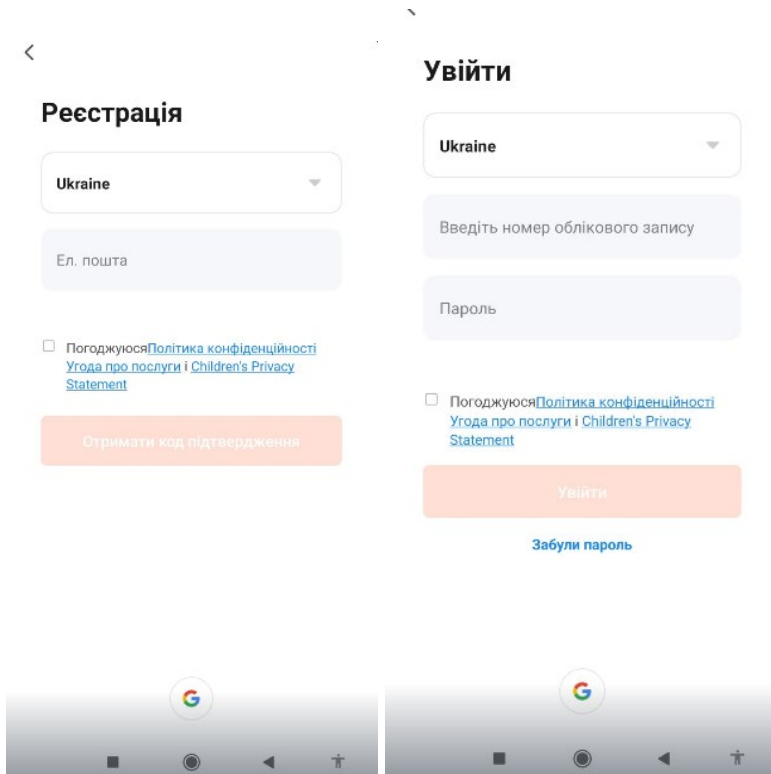 Реєстрація
Ukraine
Ел. пошта
ПогоджуюсяПолітика конфіденційності
Угода про послуги і Children's Privacy
Statement
Отримати код підтвердження
Увійти
Ukraine
Введіть номер облікового запису
Пароль
ПогоджуюсяПолітика конфіденційності
Угода про послуги і Children's Privacy
Statement
Увійти
Забули пароль